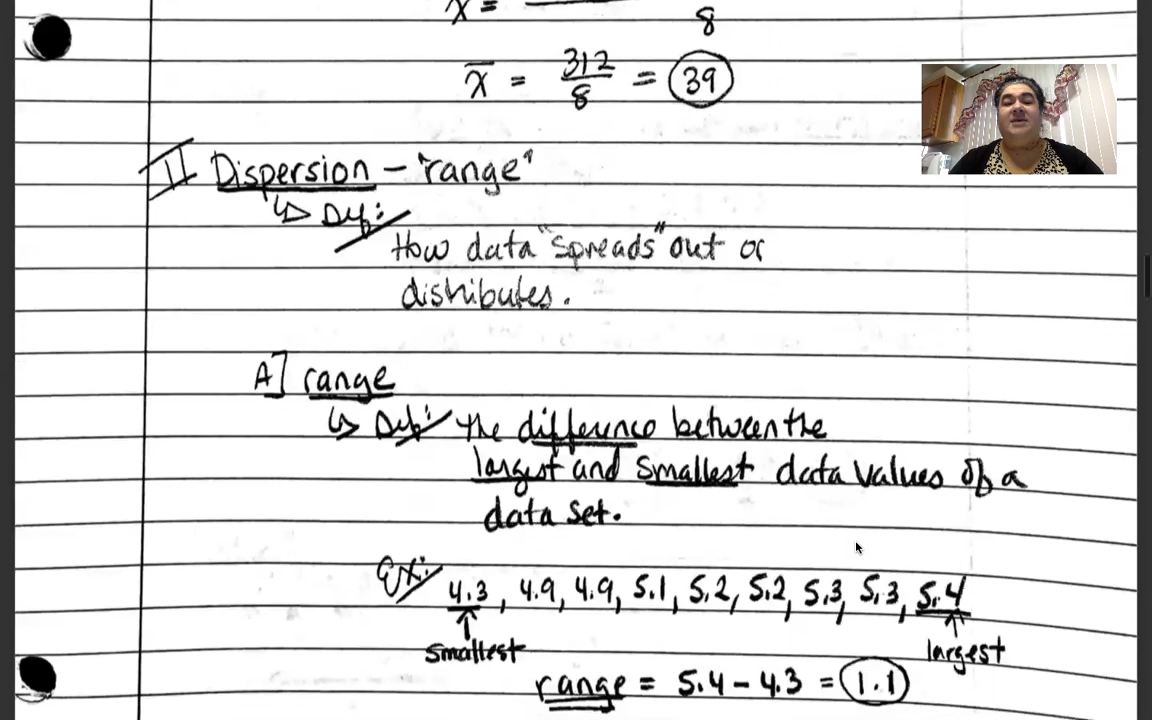 x̄ = 8
x̄ = 312/8 = 39
II Dispersion - "range"
↳ Def:
How data "spreads" out or
distributes.
A] range
↳ Def: the difference between the
largest and smallest data values of a
data set.
Ex: 4.3, 4.9, 4.9, 5.1, 5.2, 5.2, 5.3, 5.3, 5.4
smallest largest
range = 5.4 - 4.3 = 1.1